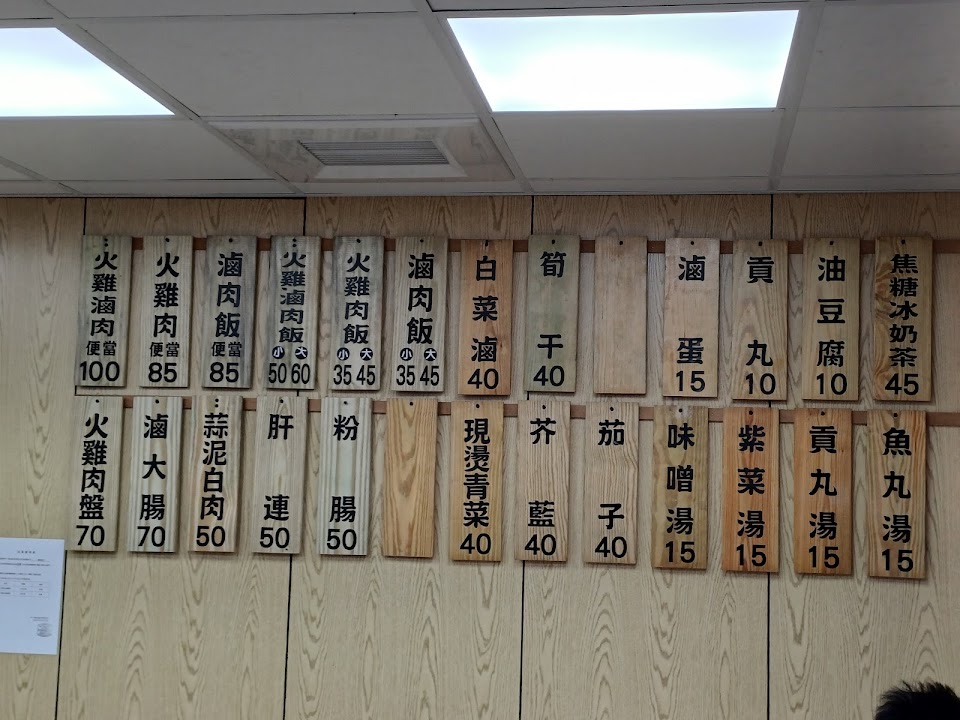 火雞滷肉便當100
火雞肉便當85
滷肉飯便當85
火雞滷肉飯小50大60
火雞肉飯小35大45
滷肉飯小35大45
白菜滷40
筍干40
滷蛋15
貢丸10
油豆腐10
焦糖冰奶茶45
火雞肉盤70
滷大腸70
蒜泥白肉50
肝連50
粉腸50
現燙青菜40
芥藍40
茄子40
味噌湯15
紫菜湯15
貢丸湯15
魚丸湯15